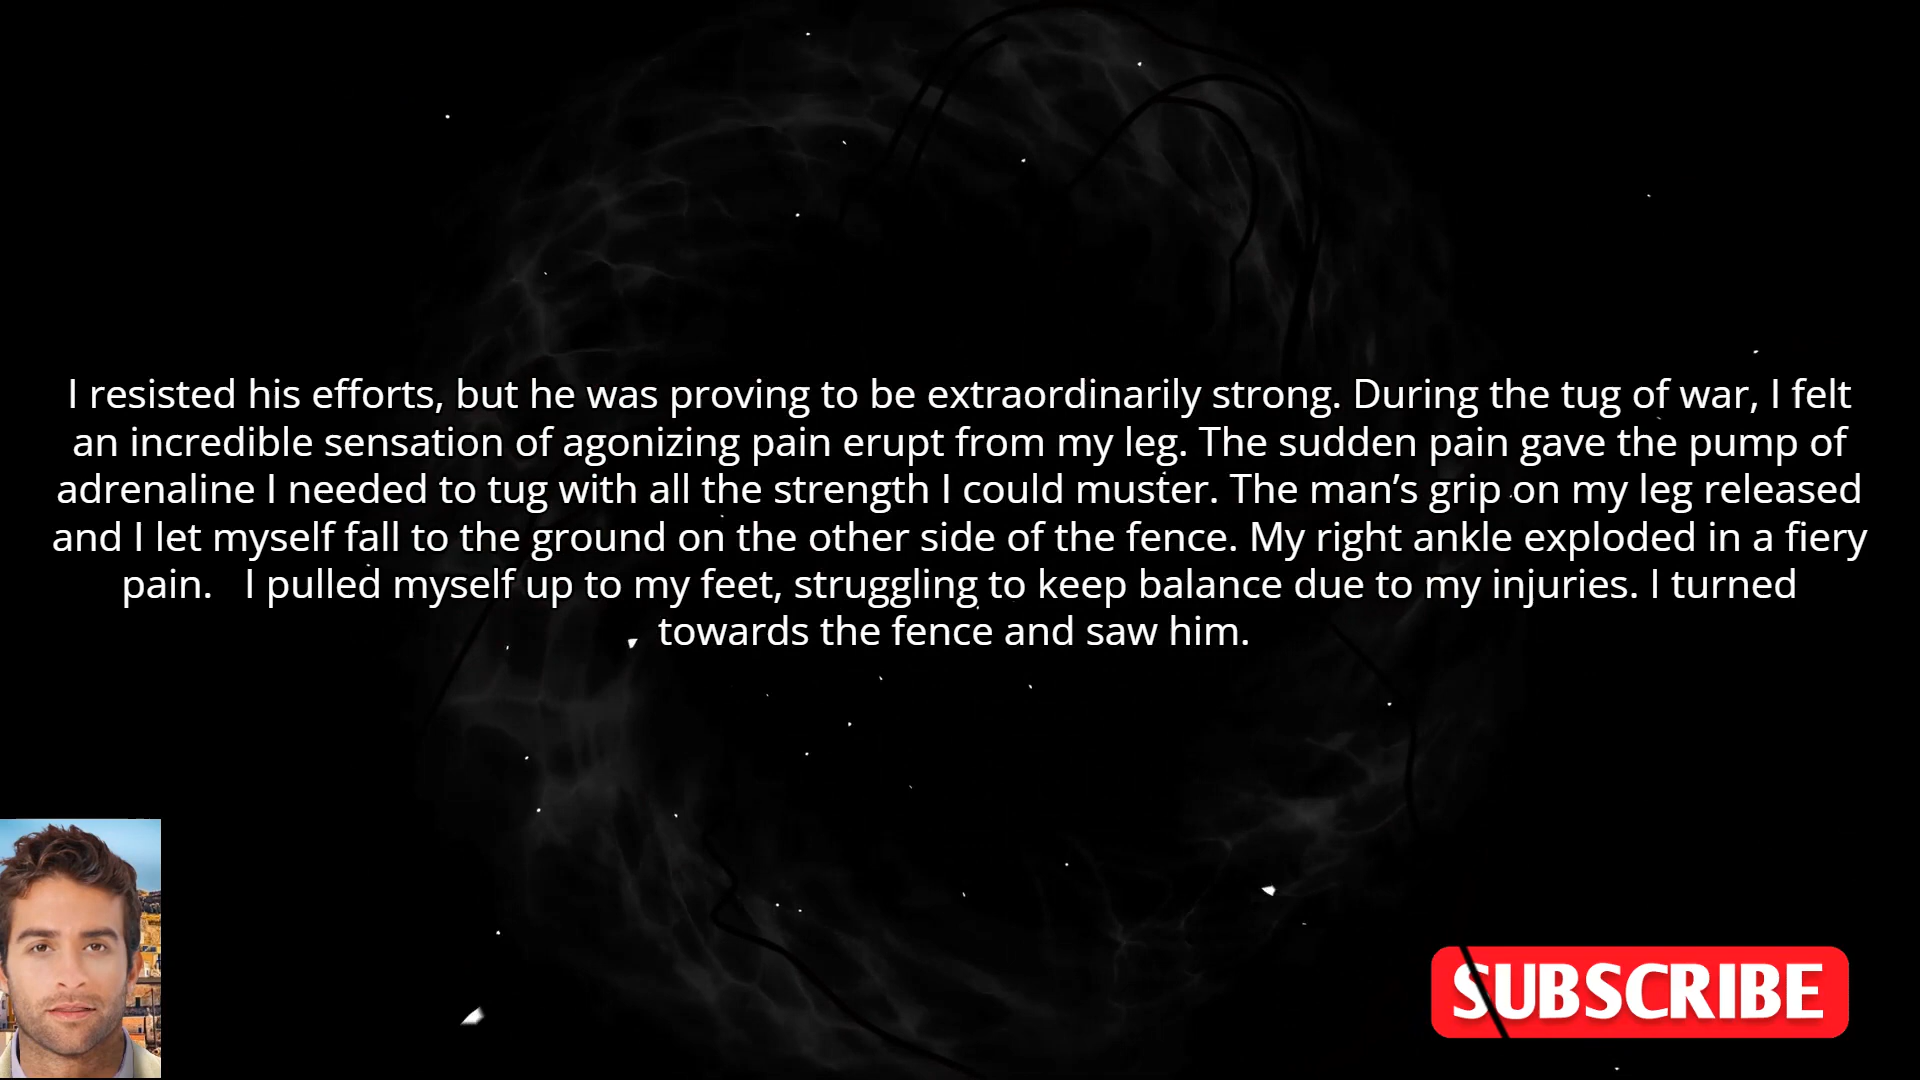 I resisted his efforts, but he was proving to be extraordinarily strong. During the tug of war, I felt
an incredible sensation of agonizing pain erupt from my leg. The sudden pain gave the pump of
adrenaline I needed to tug with all the strength I could muster. The man’s grip on my leg released
and I let myself fall to the ground on the other side of the fence. My right ankle exploded in a fiery
pain.   I pulled myself up to my feet, struggling to keep balance due to my injuries. I turned
towards the fence and saw him.
SUBSCRIBE